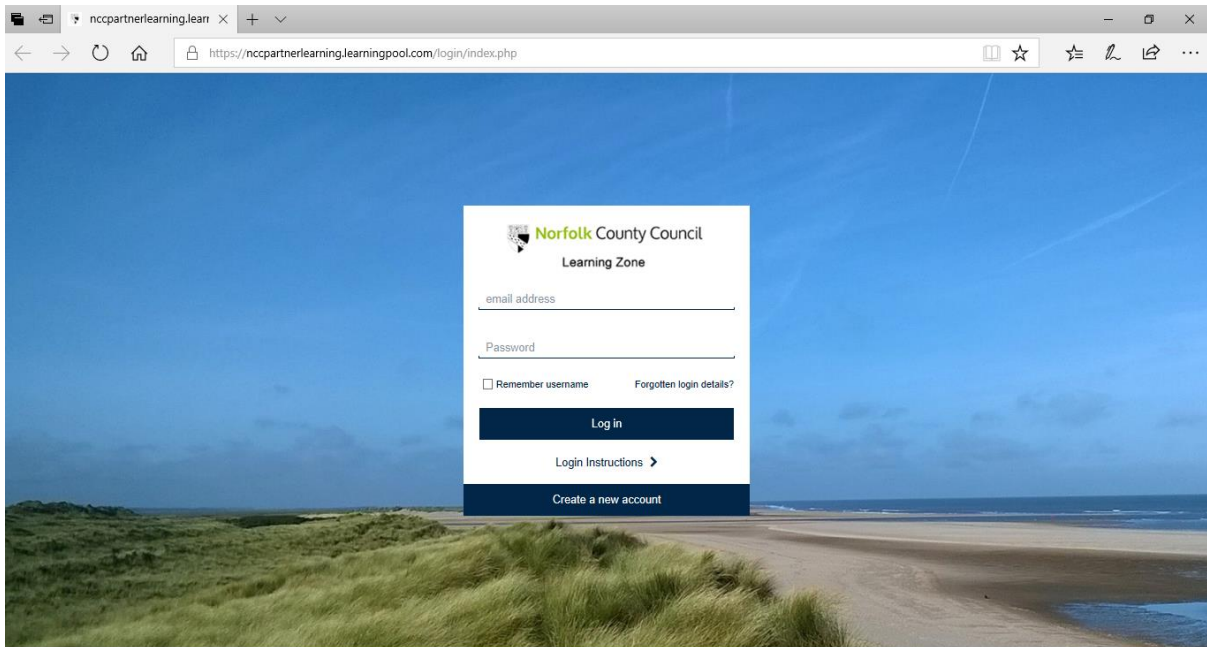 nccpartnerlearning.learn
https://nccpartnerlearning.learningpool.com/login/index.php
Norfolk County Council
Learning Zone
email address
Password
Remember username Forgotten login details?
Log in
Login Instructions
Create a new account